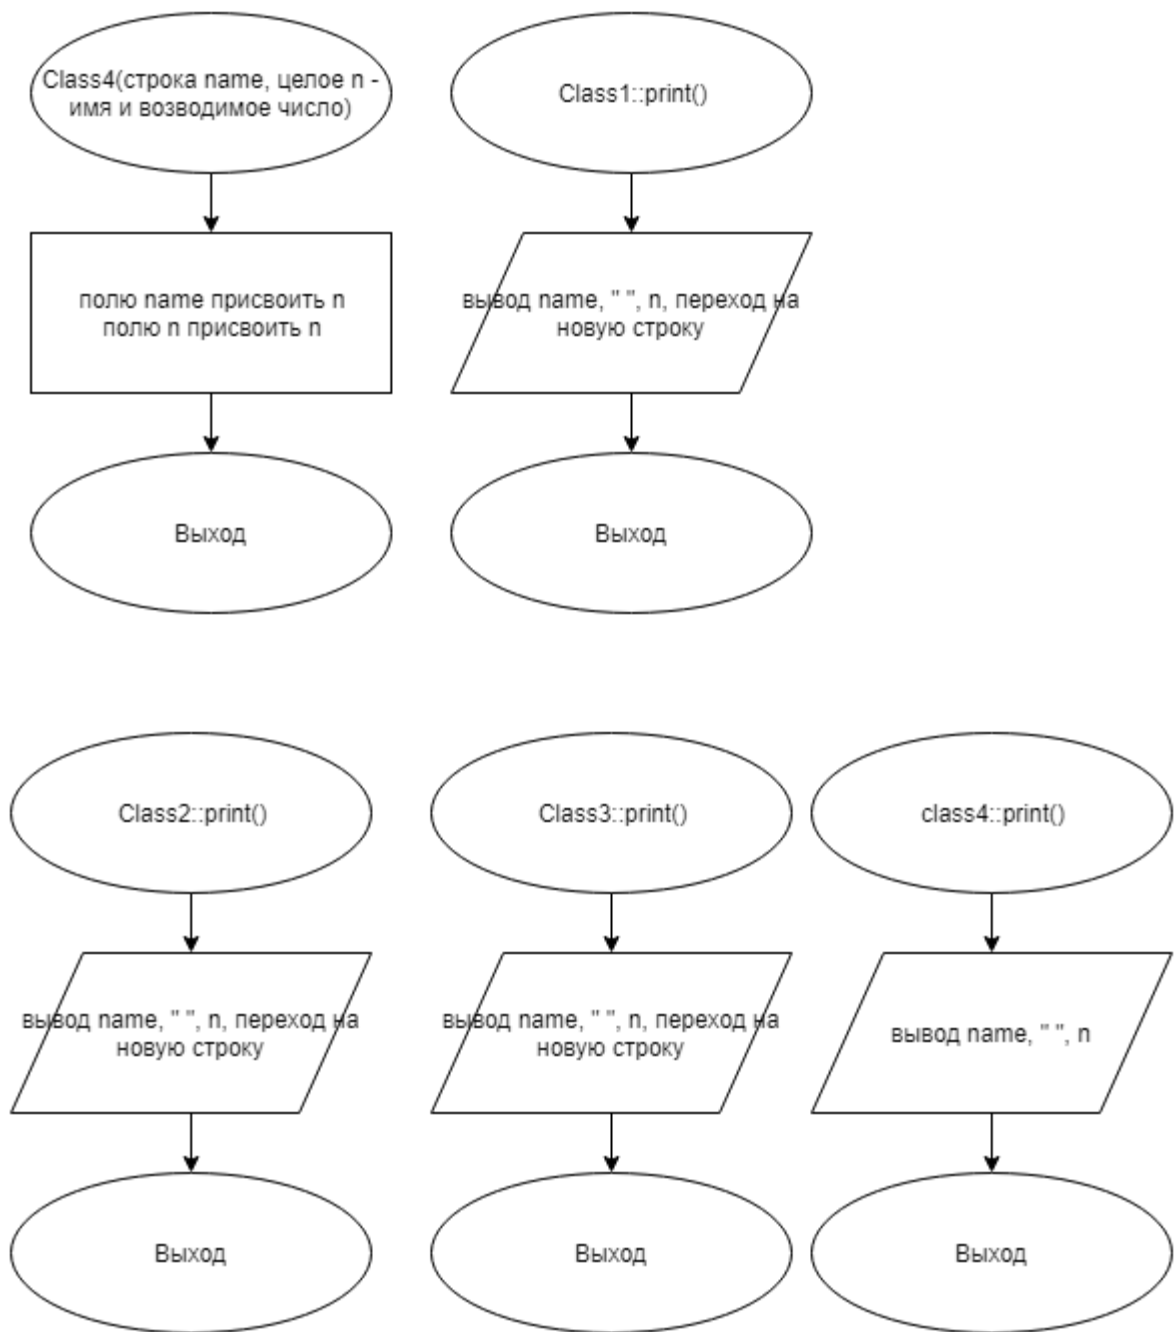 Class4(строка name, целое n -
имя и возводимое число)
Class1::print()
полю name присвоить n
полю n присвоить n
вывод name, " ", n, переход на
новую строку
Выход
Выход
Class2::print()
Class3::print()
class4::print()
вывод name, " ", n, переход на
новую строку
вывод name, " ", n, переход на
новую строку
вывод name, " ", n
Выход
Выход
Выход